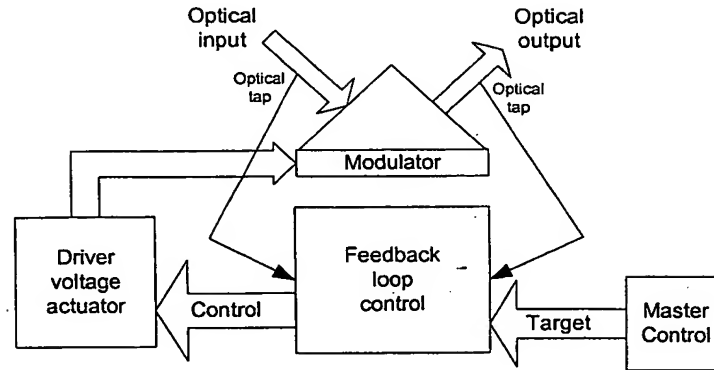 Optical
input
Optical
output
Optical
tap
Optical
tap
Modulator
Driver
voltage
actuator
Feedback
loop
control
Control
Target
Master
Control